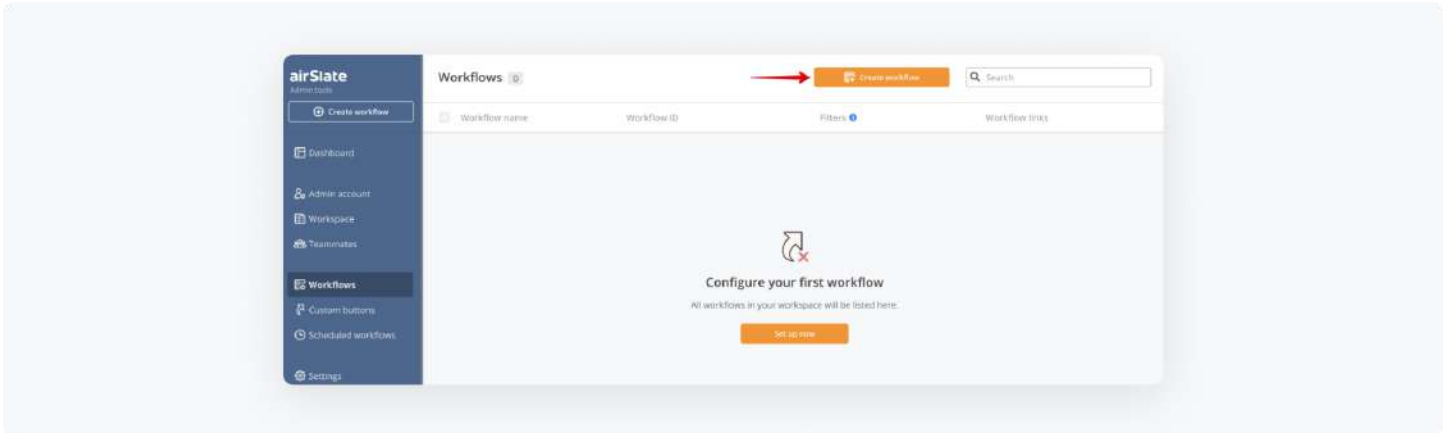 airSlate
Admin tools
Create workflow
Dashboard
Admin account
Workspace
Teammates
Workflows
Custom buttons
Scheduled workflows
Settings
Workflows 0
Create workflow
Search
Workflow name Workflow ID Filters Workflow links
Configure your first workflow
All workflows in your workspace will be listed here.
Set up now